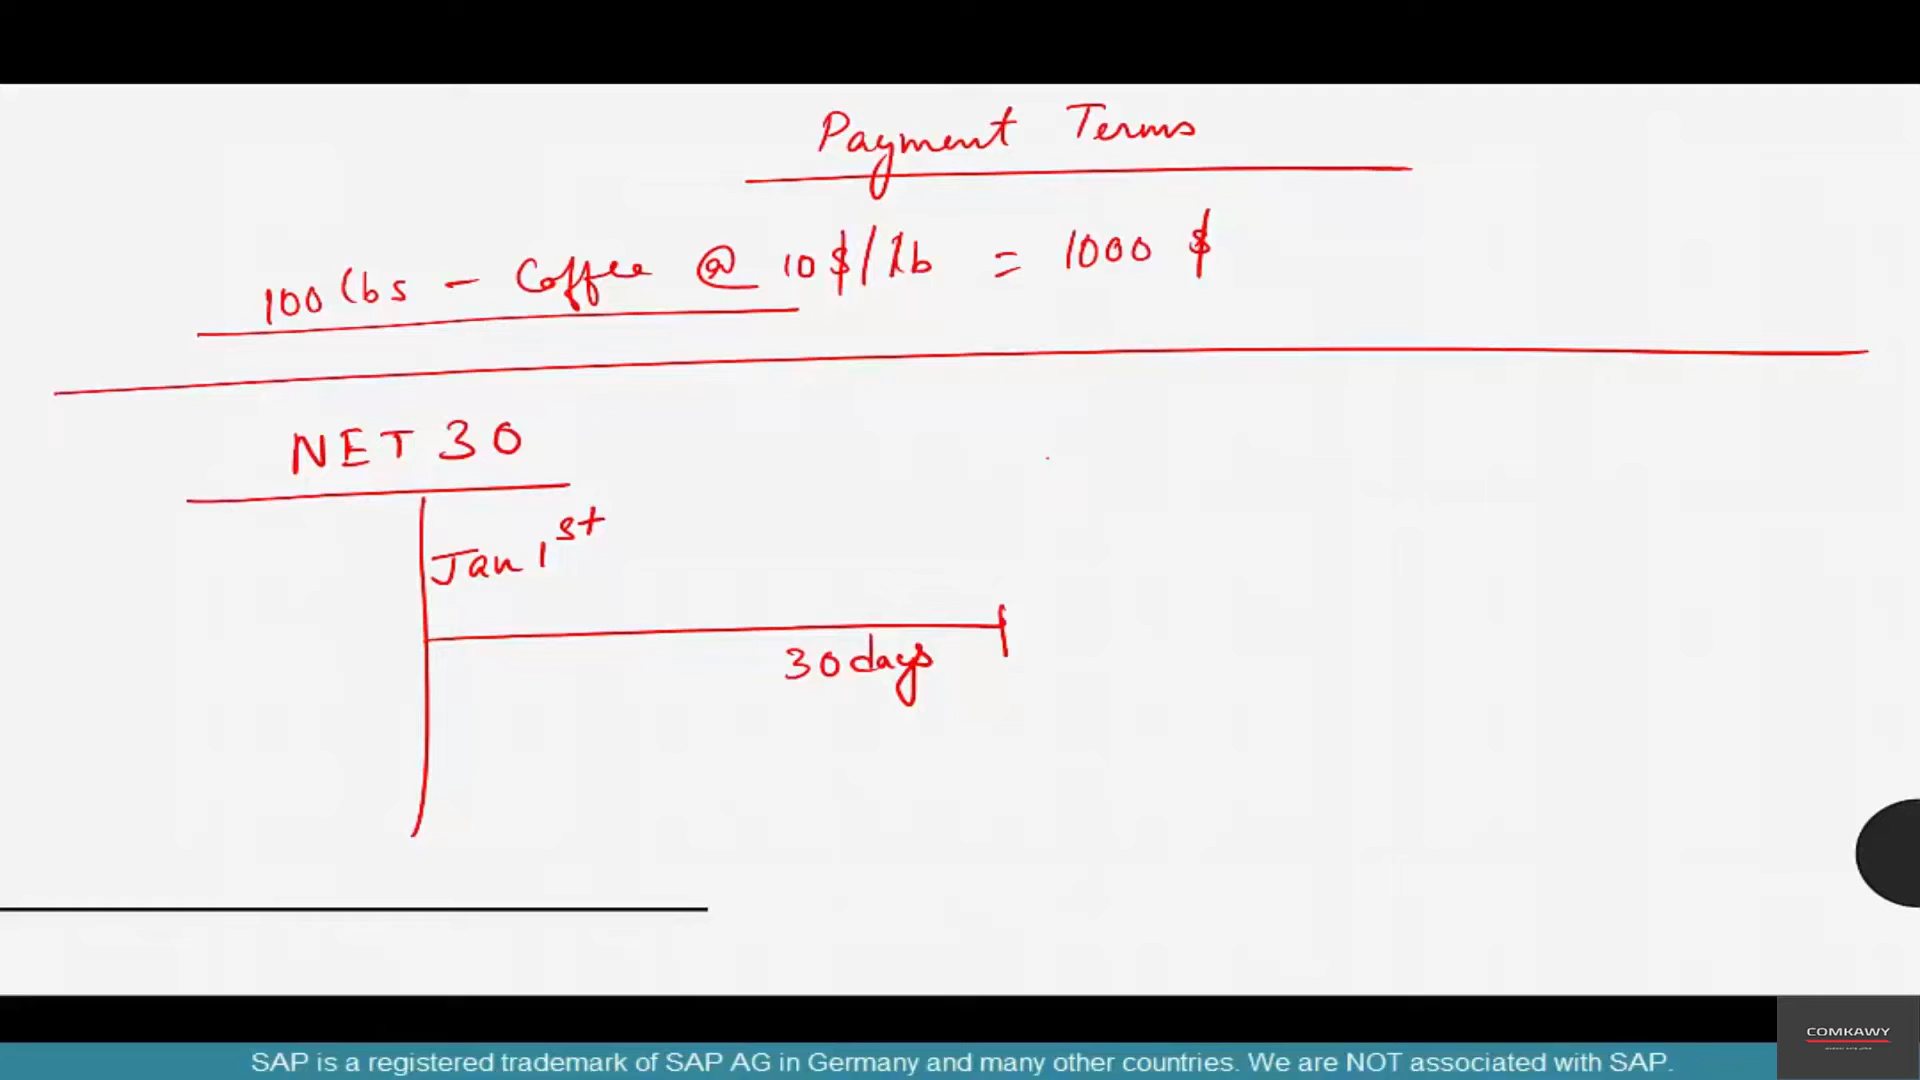 Payment Terms
100 lbs - Coffee @ 10$/lb = 1000 $
NET 30
Jan 1st
30 days
COMKAWY
SAP is a registered trademark of SAP AG in Germany and many other countries. We are NOT associated with SAP.